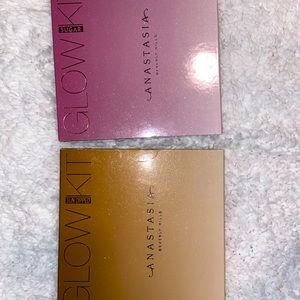 GLOW KIT
SUGAR
ANASTASIA
BEVERLY HILLS
GLOW KIT
SUN DIPPED
ANASTASIA
BEVERLY HILLS